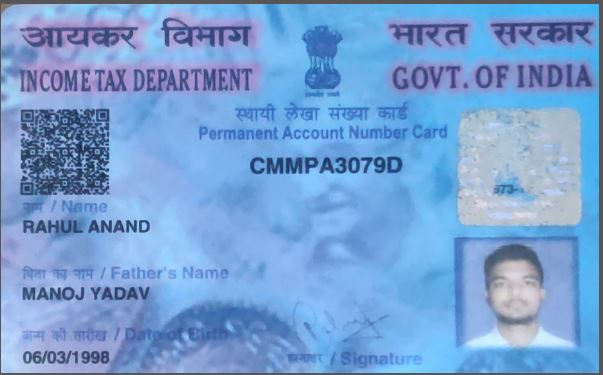 आयकर विभाग
भारत सरकार
INCOME TAX DEPARTMENT
GOVT. OF INDIA
स्थायी लेखा संख्या कार्ड
Permanent Account Number Card
CMMPA3079D
नाम / Name
RAHUL ANAND
पिता का नाम / Father's Name
MANOJ YADAV
जन्म की तारीख / Date of Birth
06/03/1998
हस्ताक्षर / Signature